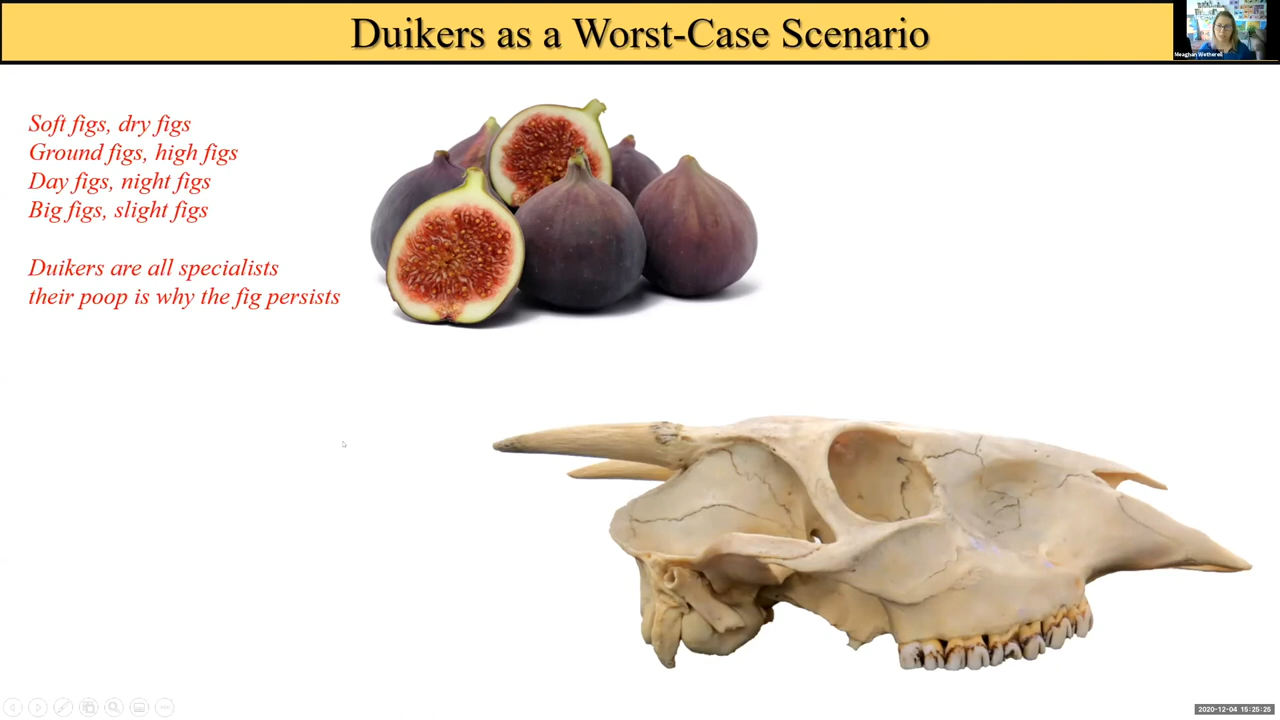 Duikers as a Worst-Case Scenario
Meaghan Wetherell
Soft figs, dry figs
Ground figs, high figs
Day figs, night figs
Big figs, slight figs
Duikers are all specialists
their poop is why the fig persists
2020-12-04 15:25:25